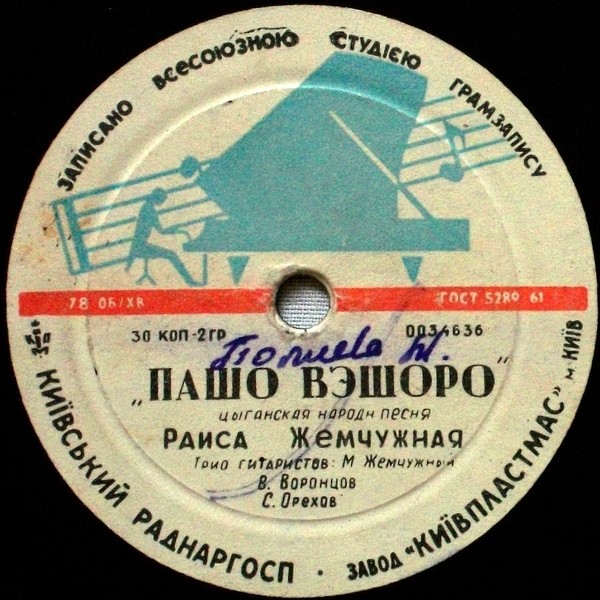 ЗАПИСАНО ВСЕСОЮЗНОЮ СТУДІЄЮ ГРАМЗАПИСУ
78 ОБ/ХВ ГОСТ 5289 61
30 КОП-2ГР 0034636
„ПАШО ВЭШОРО"
ЦЫГАНСКАЯ НАРОДН ПЕСНЯ
РАИСА ЖЕМЧУЖНАЯ
Трио гитаристов: М Жемчужный
В. Воранцов
С. Орехов
КИЇВСЬКИЙ РАДНАРГОСП · ЗАВОД „КИЇВПЛАСТМАС" м КИЇВ